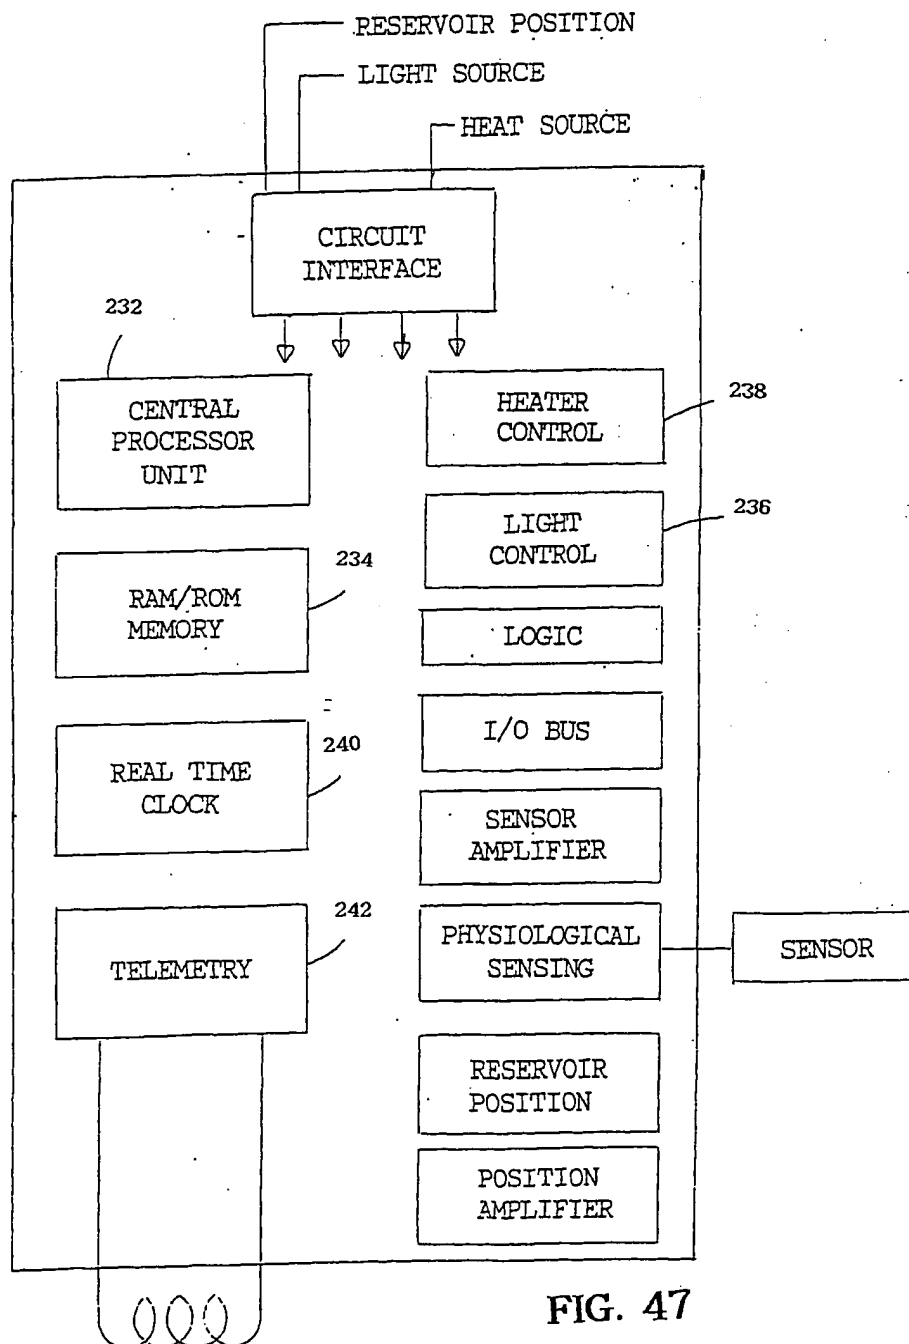 RESERVOIR POSITION
LIGHT SOURCE
HEAT SOURCE
CIRCUIT
INTERFACE
232
CENTRAL
PROCESSOR
UNIT
HEATER
CONTROL
238
LIGHT
CONTROL
236
RAM/ROM
MEMORY
234
LOGIC
I/O BUS
REAL TIME
CLOCK
240
SENSOR
AMPLIFIER
TELEMETRY
242
PHYSIOLOGICAL
SENSING
SENSOR
RESERVOIR
POSITION
POSITION
AMPLIFIER
FIG. 47